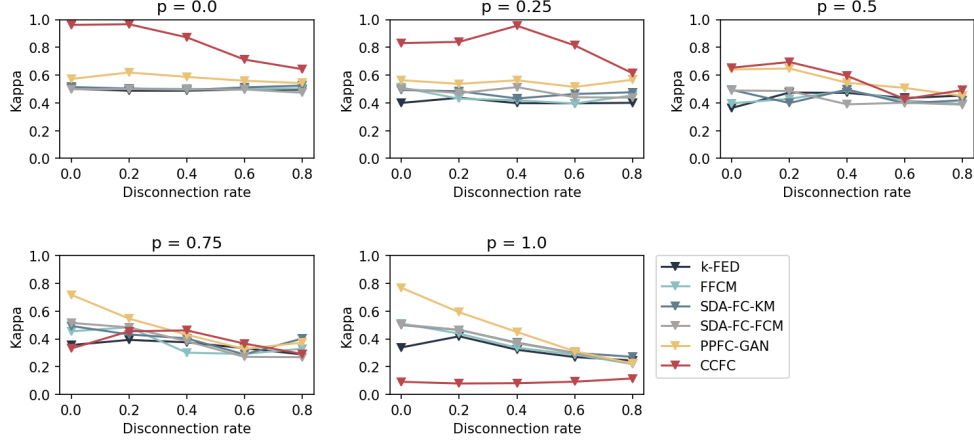 p = 0.0
p = 0.25
p = 0.5
Kappa
1.0
0.8
0.6
0.4
0.2
0.0
0.0 0.2 0.4 0.6 0.8
Disconnection rate
Kappa
1.0
0.8
0.6
0.4
0.2
0.0
0.0 0.2 0.4 0.6 0.8
Disconnection rate
Kappa
1.0
0.8
0.6
0.4
0.2
0.0
0.0 0.2 0.4 0.6 0.8
Disconnection rate
p = 0.75
p = 1.0
Kappa
1.0
0.8
0.6
0.4
0.2
0.0
0.0 0.2 0.4 0.6 0.8
Disconnection rate
Kappa
1.0
0.8
0.6
0.4
0.2
0.0
0.0 0.2 0.4 0.6 0.8
Disconnection rate
k-FED
FFCM
SDA-FC-KM
SDA-FC-FCM
PPFC-GAN
CCFC